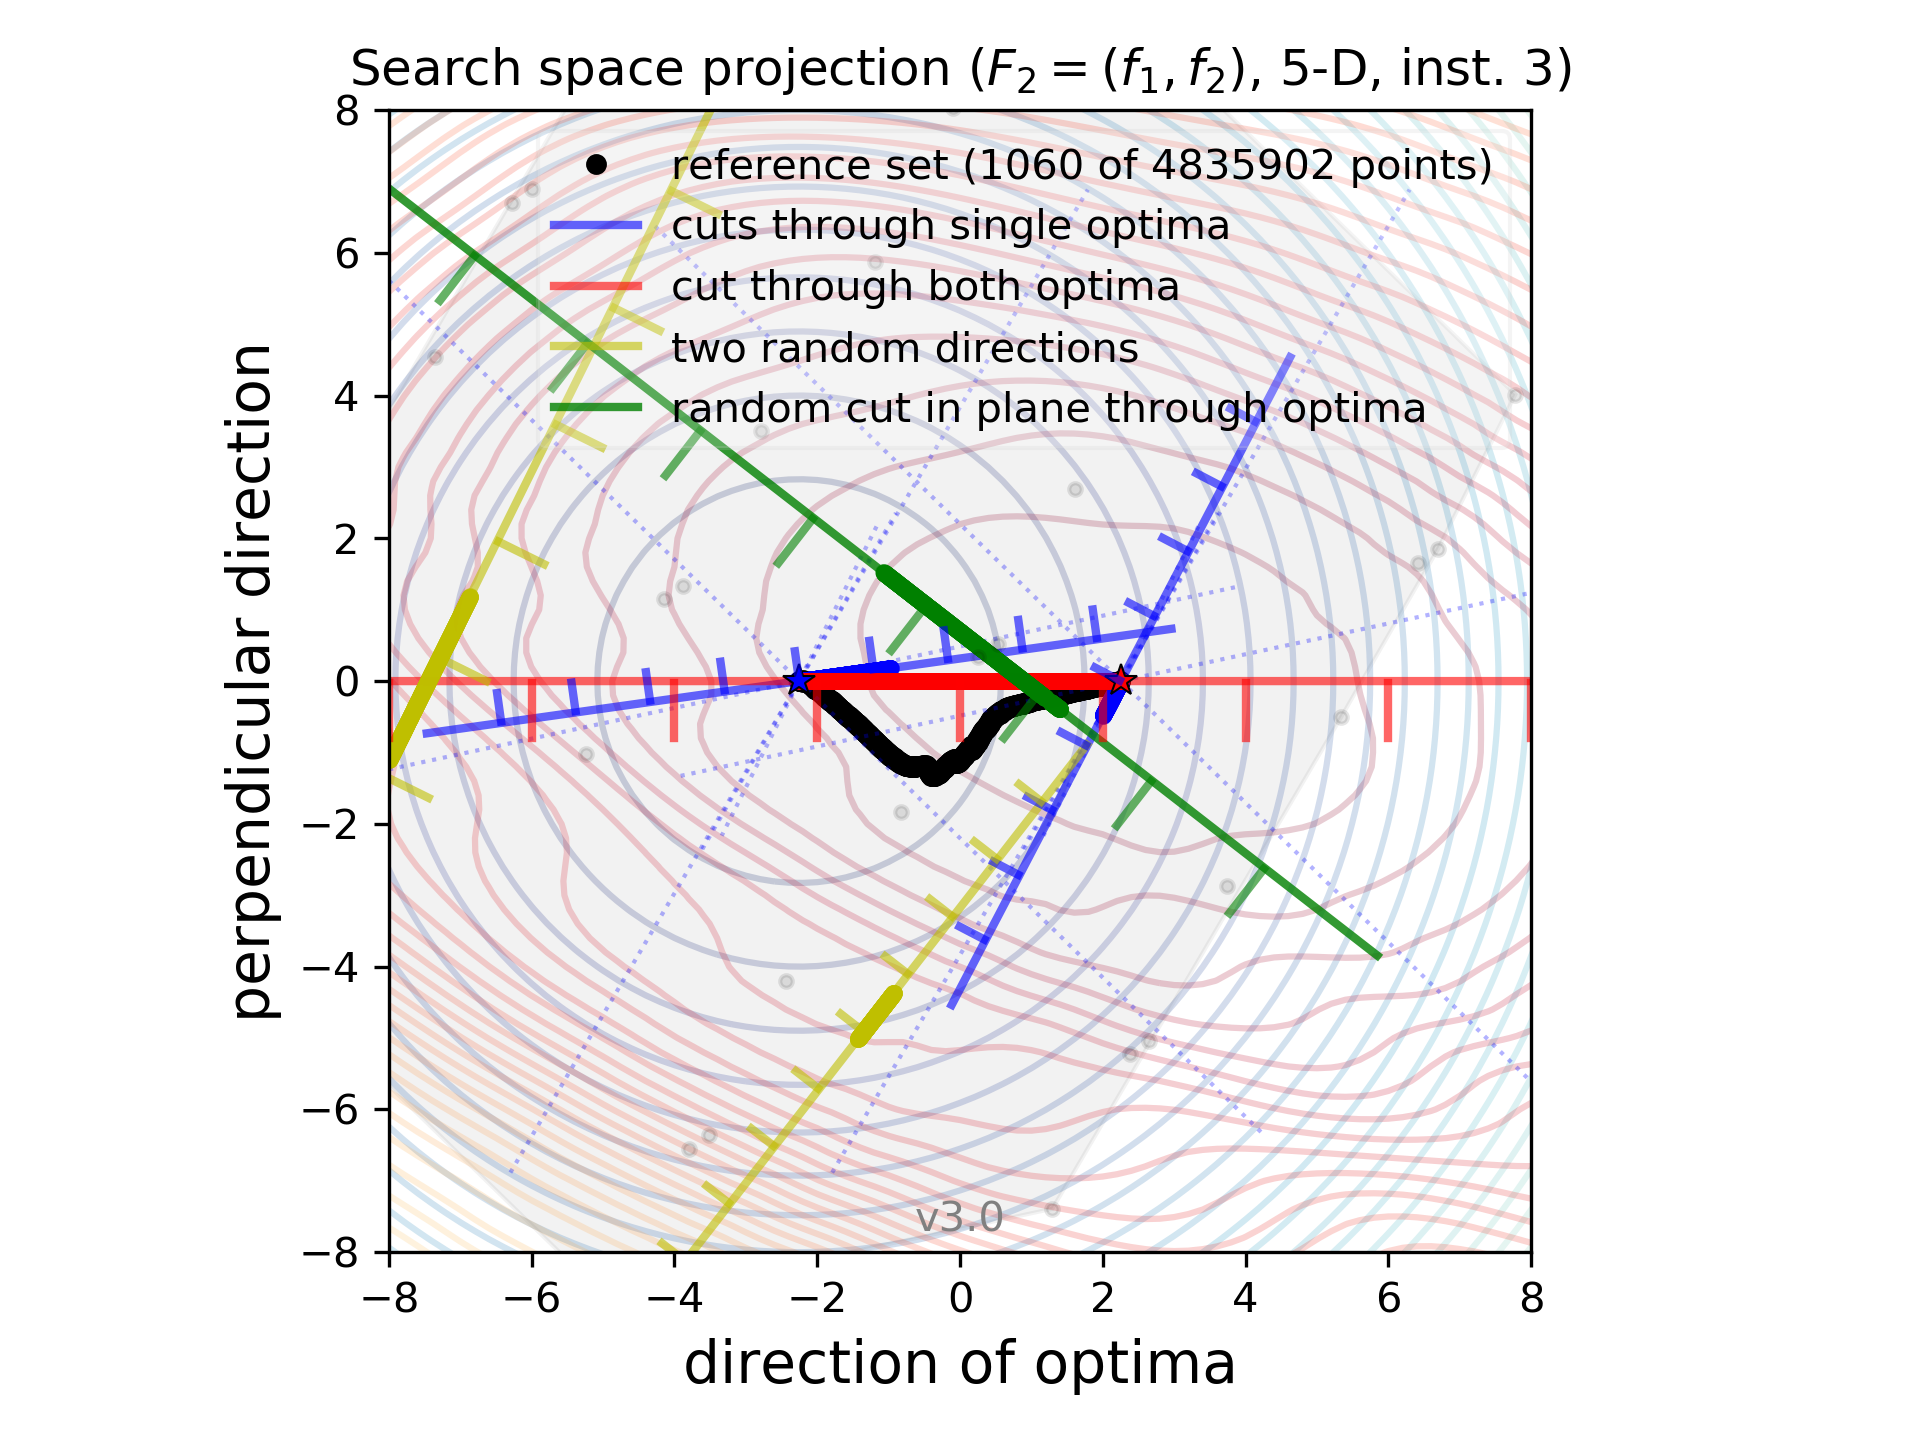 Search space projection (F₂ = (f₁, f₂), 5-D, inst. 3)
reference set (1060 of 4835902 points)
cuts through single optima
cut through both optima
two random directions
random cut in plane through optima
perpendicular direction
8
6
4
2
0
−2
−4
−6
−8
v3.0
−8 −6 −4 −2 0 2 4 6 8
direction of optima